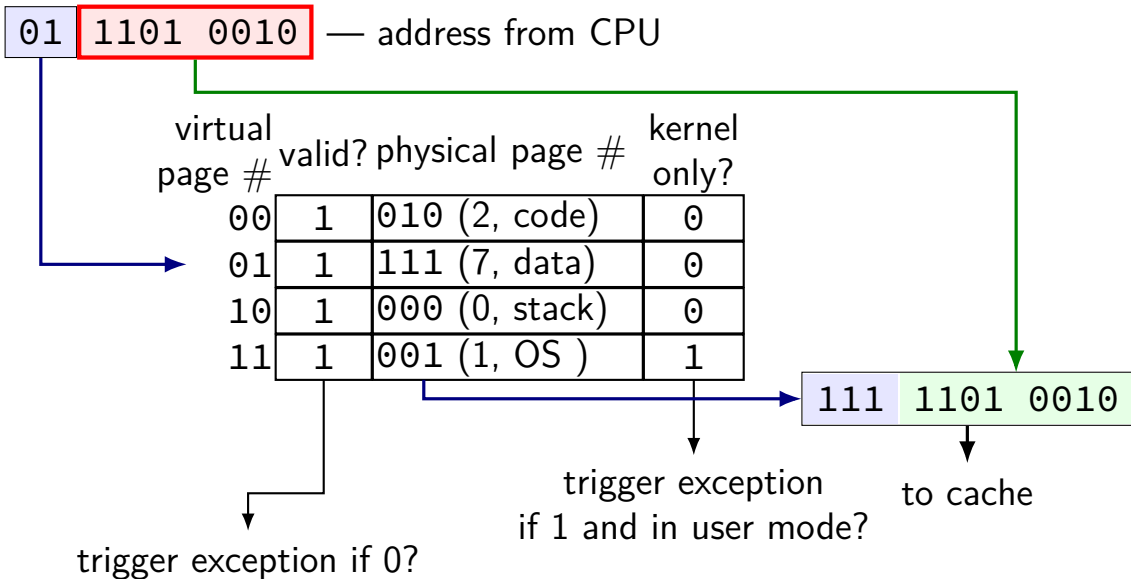 01 1101 0010 — address from CPU
virtual page #
valid?
physical page #
kernel only?
00 1 010 (2, code) 0
01 1 111 (7, data) 0
10 1 000 (0, stack) 0
11 1 001 (1, OS ) 1
111 1101 0010
trigger exception
if 1 and in user mode?
to cache
trigger exception if 0?